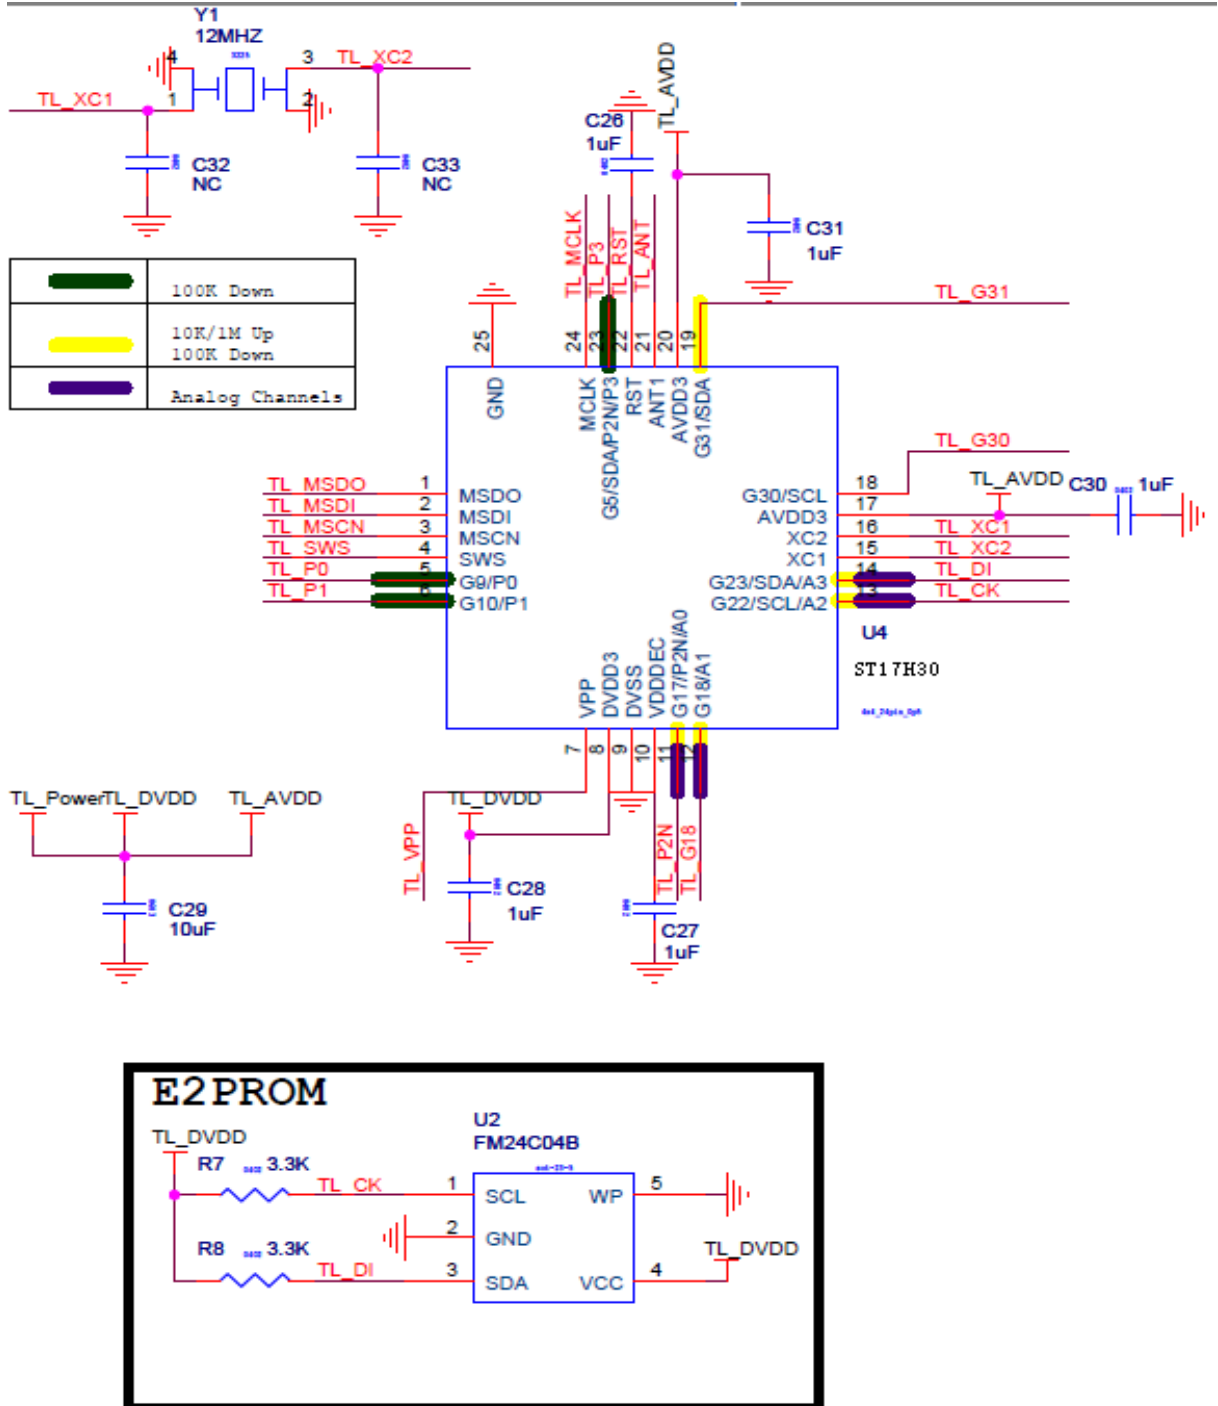 Y1
12MHZ
4
3
TL_XC2
TL_XC1
1
2
C32
NC
C33
NC
C26
1uF
TL_AVDD
C31
1uF
TL_MCLK
TL_P3
TL_RST
TL_ANT
TL_G31
100K Down
10K/1M Up
100K Down
Analog Channels
25
24
23
22
21
20
19
GND
MCLK
G5/SDA/P2N/P3
RST
ANT1
AVDD3
G31/SDA
TL_MSDO 1 MSDO
TL_MSDI 2 MSDI
TL_MSCN 3 MSCN
TL_SWS 4 SWS
TL_P0 5 G9/P0
TL_P1 6 G10/P1
TL_G30
G30/SCL 18
TL_AVDD
C30 1uF
AVDD3 17
XC2 16 TL_XC1
XC1 15 TL_XC2
G23/SDA/A3 14 TL_DI
G22/SCL/A2 13 TL_CK
U4
ST17H30
VPP
DVDD3
DVSS
VDDDEC
G17/P2N/A0
G18/A1
7
8
9
10
11
12
TL_Power
TL_DVDD
TL_AVDD
C29
10uF
TL_VPP
TL_DVDD
C28
1uF
TL_P2N
TL_G18
C27
1uF
E2PROM
TL_DVDD
U2
FM24C04B
R7 3.3K TL_CK 1 SCL
WP 5
2 GND
R8 3.3K TL_DI 3 SDA
VCC 4
TL_DVDD